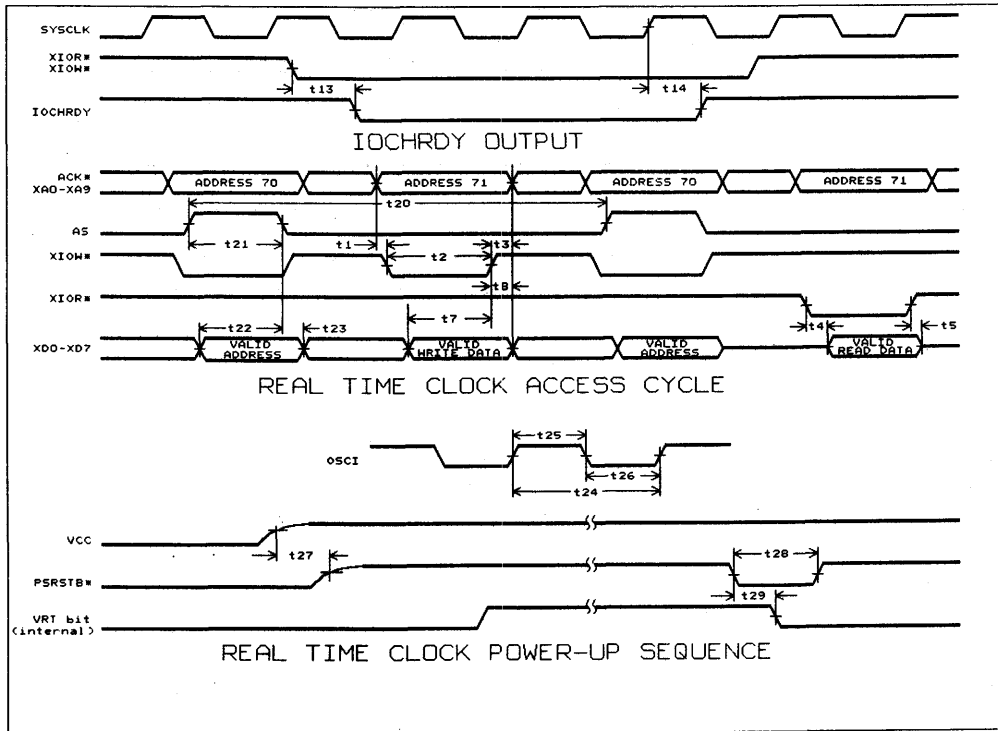 SYSCLK
XIOR*
XIOW*
t13
t14
IOCHRDY
IOCHRDY OUTPUT
ACK*
XA0-XA9
ADDRESS 70
ADDRESS 71
ADDRESS 70
ADDRESS 71
t20
AS
t21
t1
t2
t3
XIOW*
t8
XIOR*
t7
t4
t5
t22
t23
XD0-XD7
VALID
ADDRESS
VALID
WRITE DATA
VALID
ADDRESS
VALID
READ DATA
REAL TIME CLOCK ACCESS CYCLE
t25
OSCI
t26
t24
VCC
t27
t28
PSRSTB*
t29
VRT bit
(internal)
REAL TIME CLOCK POWER-UP SEQUENCE